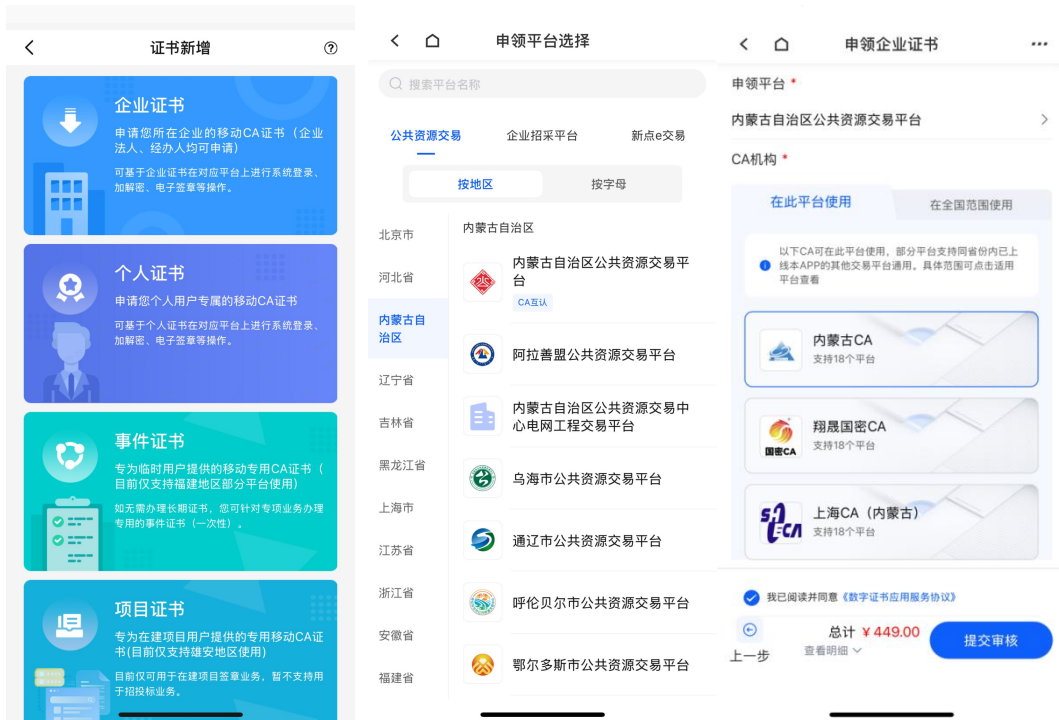 证书新增
企业证书
申请您所在企业的移动CA证书（企业
法人、经办人均可申请）
可基于企业证书在对应平台上进行系统登录、
加解密、电子签章等操作。
个人证书
申请您个人用户专属的移动CA证书
可基于个人证书在对应平台上进行系统登录、
加解密、电子签章等操作。
事件证书
专为临时用户提供的移动专用CA证书（
目前仅支持福建地区部分平台使用）
如无需办理长期证书，您可针对专项业务办理
专用的事件证书（一次性）。
项目证书
专为在建项目用户提供的专用移动CA证
书(目前仅支持雄安地区使用)
目前仅可用于在建项目签章业务，暂不支持用
于招投标业务。
申领平台选择
搜索平台名称
公共资源交易
企业招采平台
新点e交易
按地区
按字母
北京市
河北省
内蒙古自
治区
辽宁省
吉林省
黑龙江省
上海市
江苏省
浙江省
安徽省
福建省
内蒙古自治区
内蒙古自治区公共资源交易平
台
CA互认
阿拉善盟公共资源交易平台
内蒙古自治区公共资源交易中
心电网工程交易平台
乌海市公共资源交易平台
通辽市公共资源交易平台
呼伦贝尔市公共资源交易平台
鄂尔多斯市公共资源交易平台
申领企业证书
申领平台 *
内蒙古自治区公共资源交易平台
CA机构 *
在此平台使用
在全国范围使用
以下CA可在此平台使用，部分平台支持同省份内已上
线本APP的其他交易平台通用。具体范围可点击适用
平台查看
内蒙古CA
支持18个平台
国密CA
翔晟国密CA
支持18个平台
上海CA（内蒙古）
支持18个平台
我已阅读并同意《数字证书应用服务协议》
上一步
总计 ¥ 449.00
查看明细
提交审核